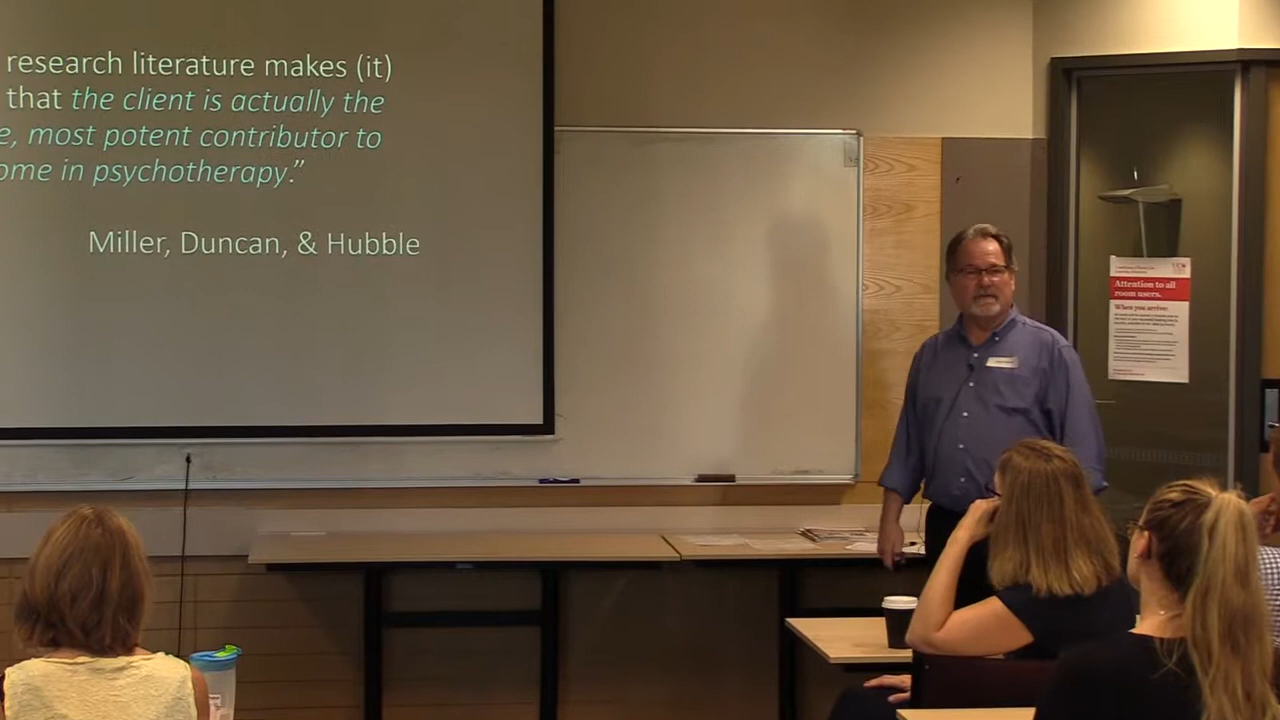 research literature makes (it)
that the client is actually the
e, most potent contributor to
ome in psychotherapy.”
Miller, Duncan, & Hubble
Attention to all
room users.
When you arrive: